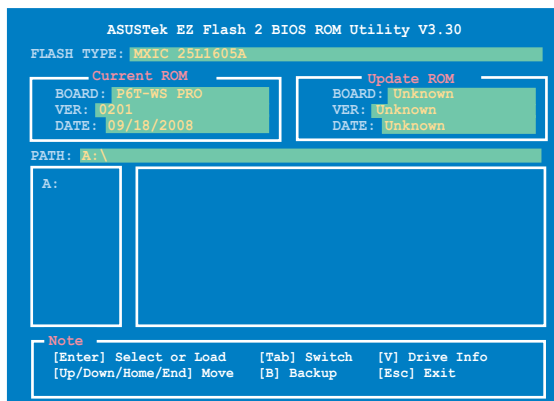 ASUSTek EZ Flash 2 BIOS ROM Utility V3.30
FLASH TYPE: MXIC 25L1605A
Current ROM
BOARD: P6T-WS PRO
VER: 0201
DATE: 09/18/2008
Update ROM
BOARD: Unknown
VER: Unknown
DATE: Unknown
PATH: A:\
A:
Note
[Enter] Select or Load [Tab] Switch [V] Drive Info
[Up/Down/Home/End] Move [B] Backup [Esc] Exit